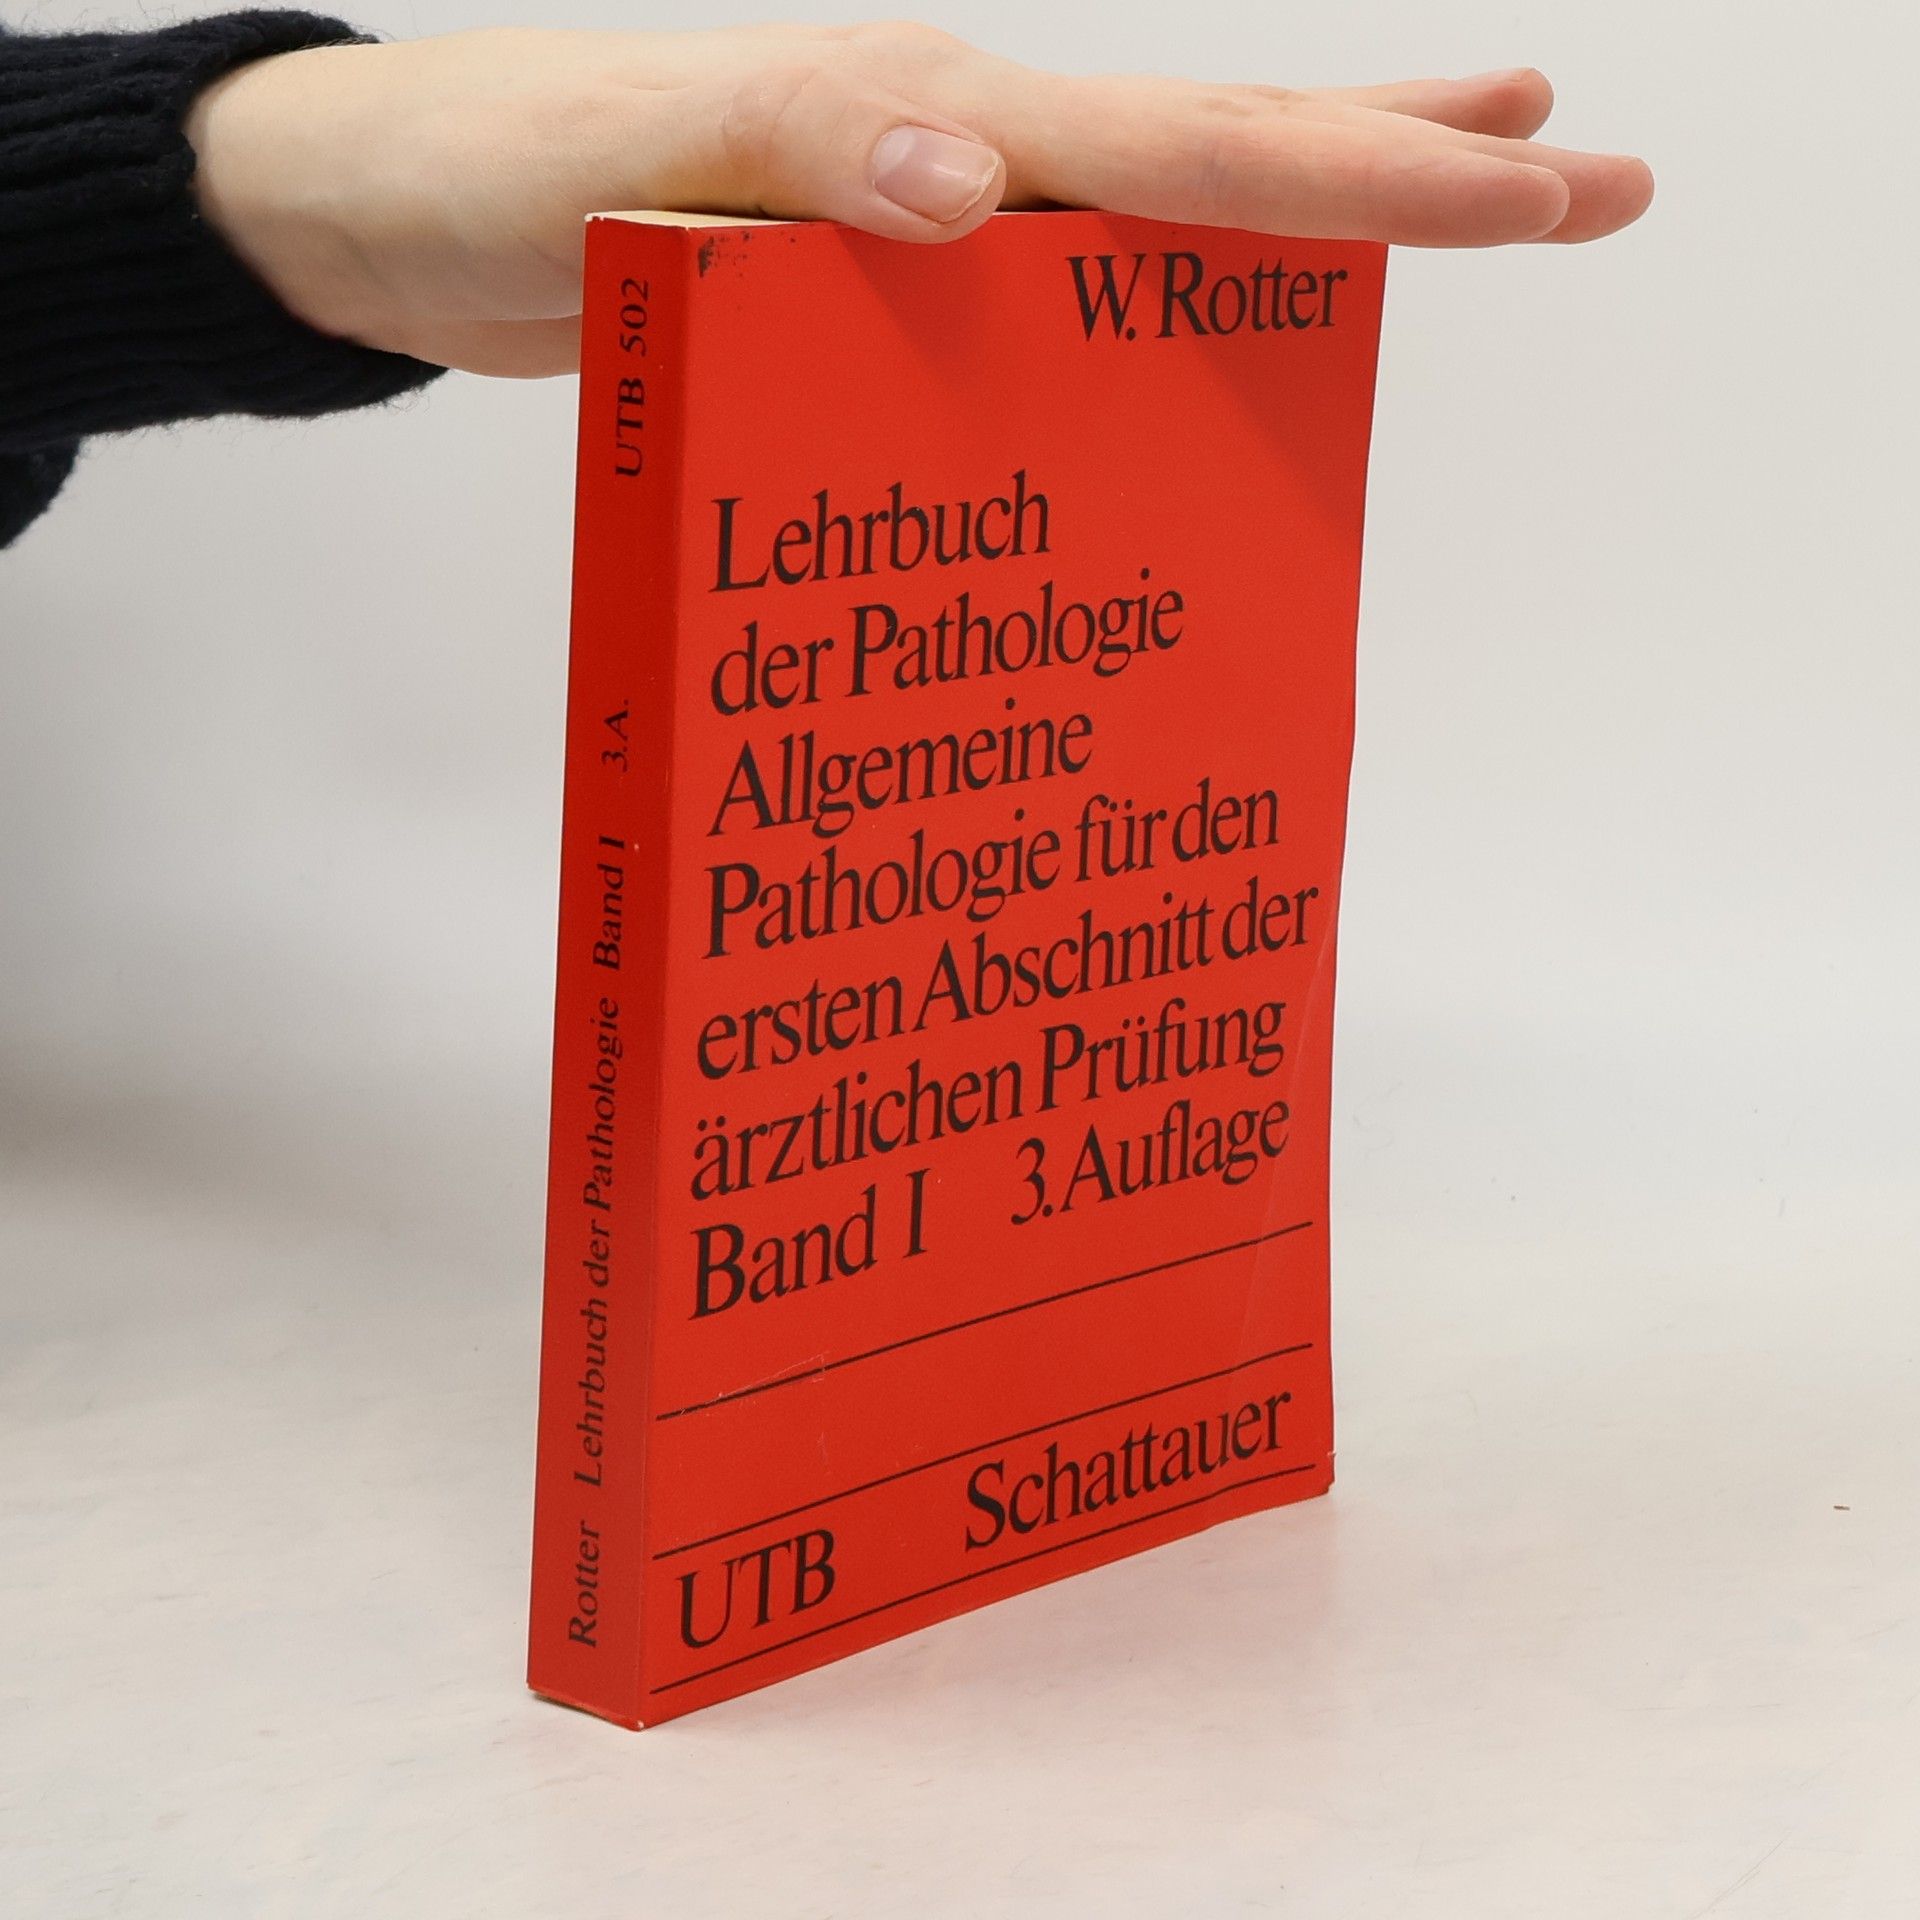 W. Rotter
Lehrbuch
der Pathologie
Allgemeine
Pathologie für den
ersten Abschnitt der
ärztlichen Prüfung
Band I 3. Auflage
UTB Schattauer
Rotter Lehrbuch der Pathologie Band I 3.A. UTB 502